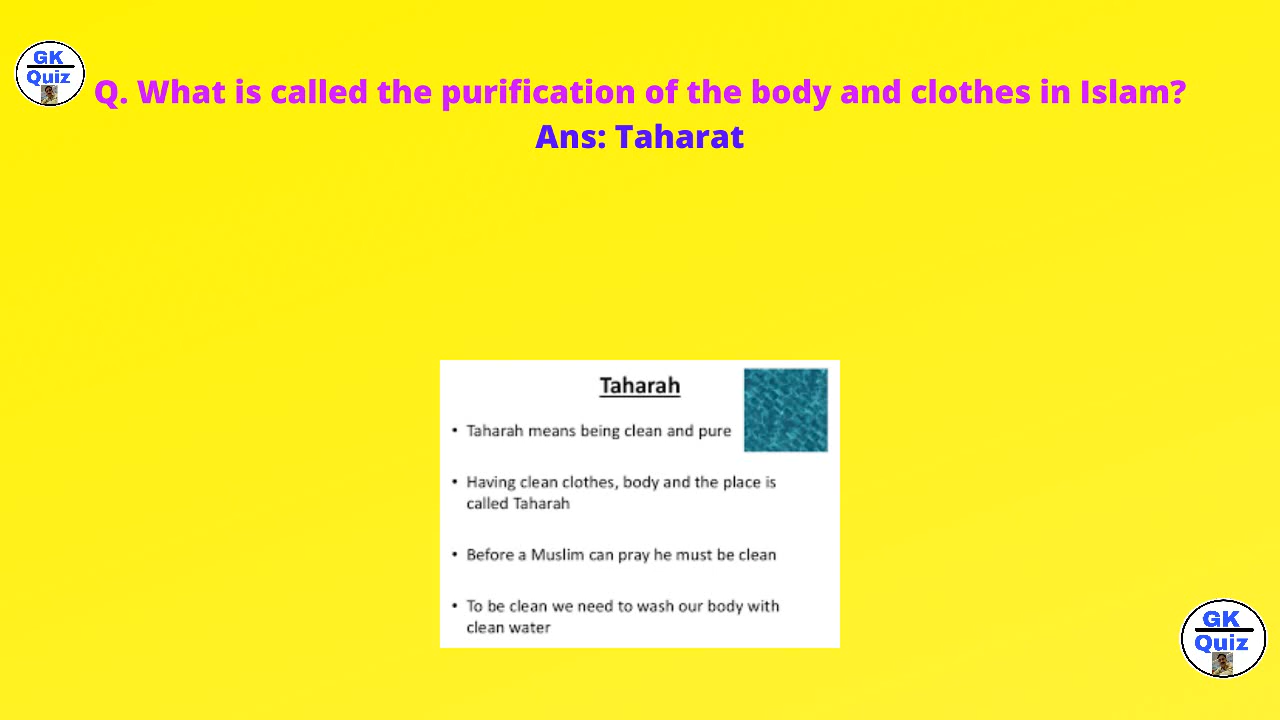 GK
Quiz
Q. What is called the purification of the body and clothes in Islam?
Ans: Taharat
Taharah
• Taharah means being clean and pure
• Having clean clothes, body and the place is
called Taharah
• Before a Muslim can pray he must be clean
• To be clean we need to wash our body with
clean water
GK
Quiz